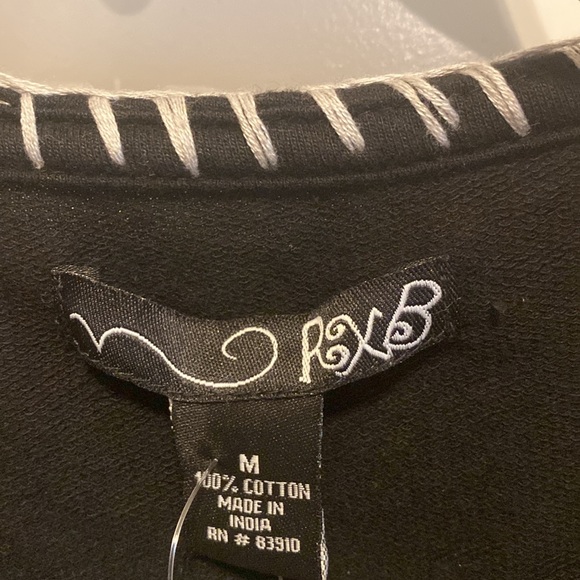 RXB
M
100% COTTON
MADE IN
INDIA
RN # 83910